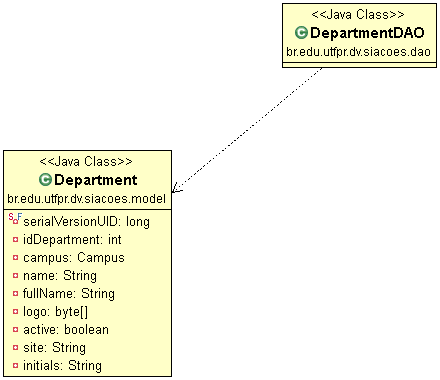 <<Java Class>>
DepartmentDAO
br.edu.utfpr.dv.siacoes.dao
<<Java Class>>
Department
br.edu.utfpr.dv.siacoes.model
serialVersionUID: long
idDepartment: int
campus: Campus
name: String
fullName: String
logo: byte[]
active: boolean
site: String
initials: String